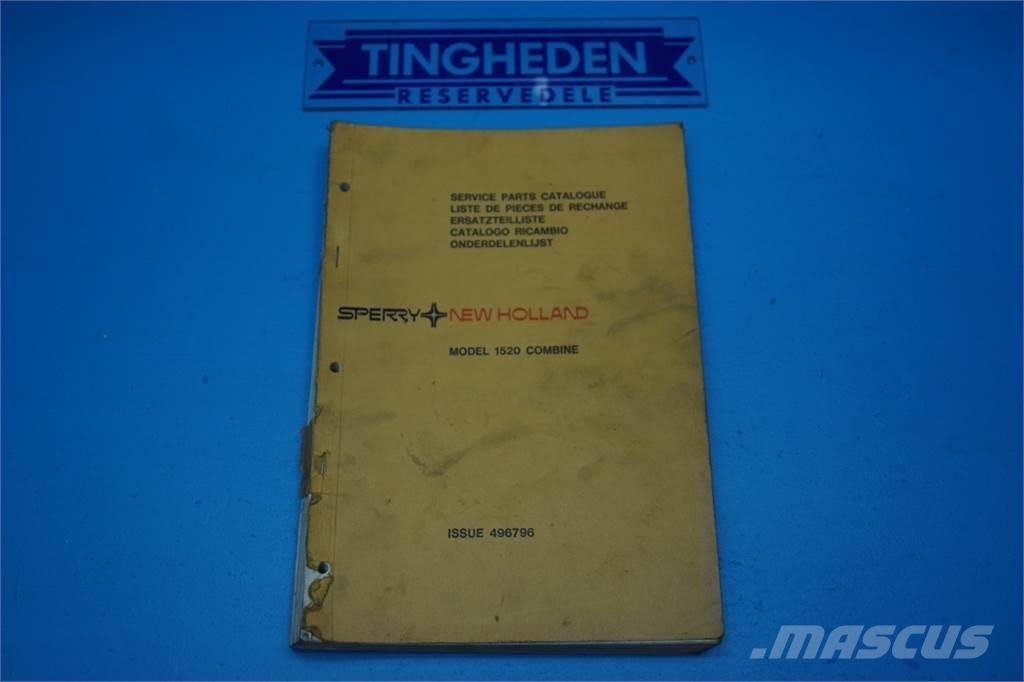 TINGHEDEN
RESERVEDELE
SERVICE PARTS CATALOGUE
LISTE DE PIECES DE RECHANGE
ERSATZTEILLISTE
CATALOGO RICAMBIO
ONDERDELENLIJST
SPERRY NEW HOLLAND
MODEL 1520 COMBINE
ISSUE 496796
.MASCUS